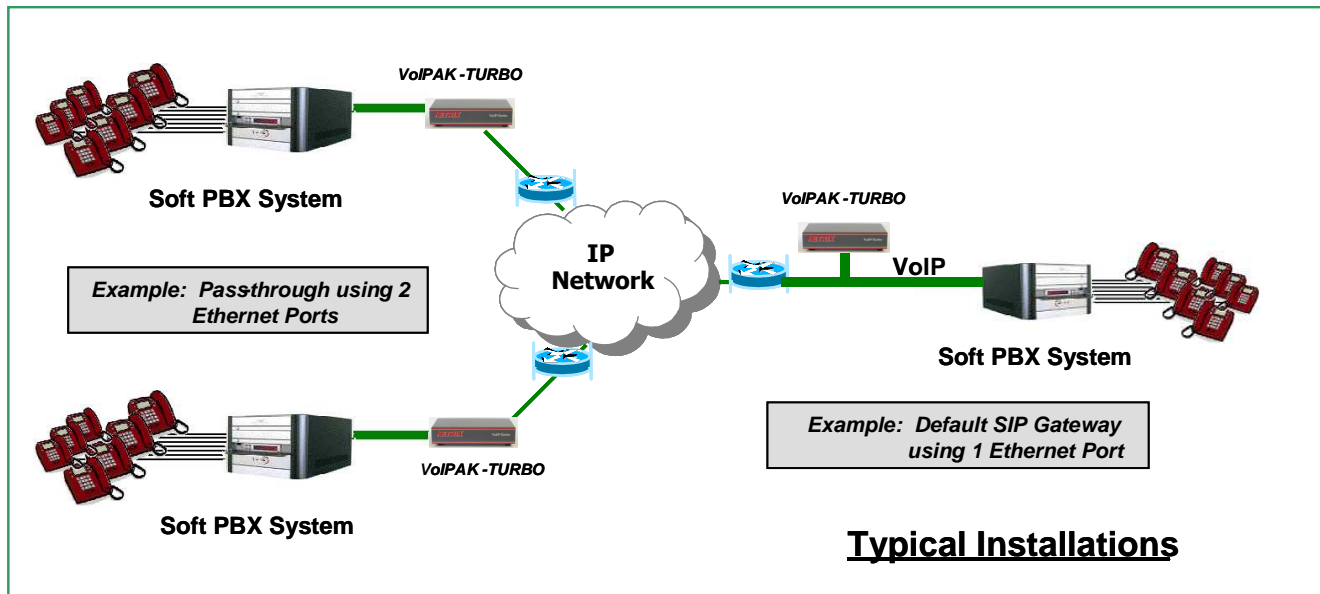 VoIPAK-TURBO
Soft PBX System
IP
Network
VoIPAK-TURBO
VoIP
Example: Pass-through using 2
Ethernet Ports
Soft PBX System
Example: Default SIP Gateway
using 1 Ethernet Port
VoIPAK-TURBO
Soft PBX System
Typical Installations